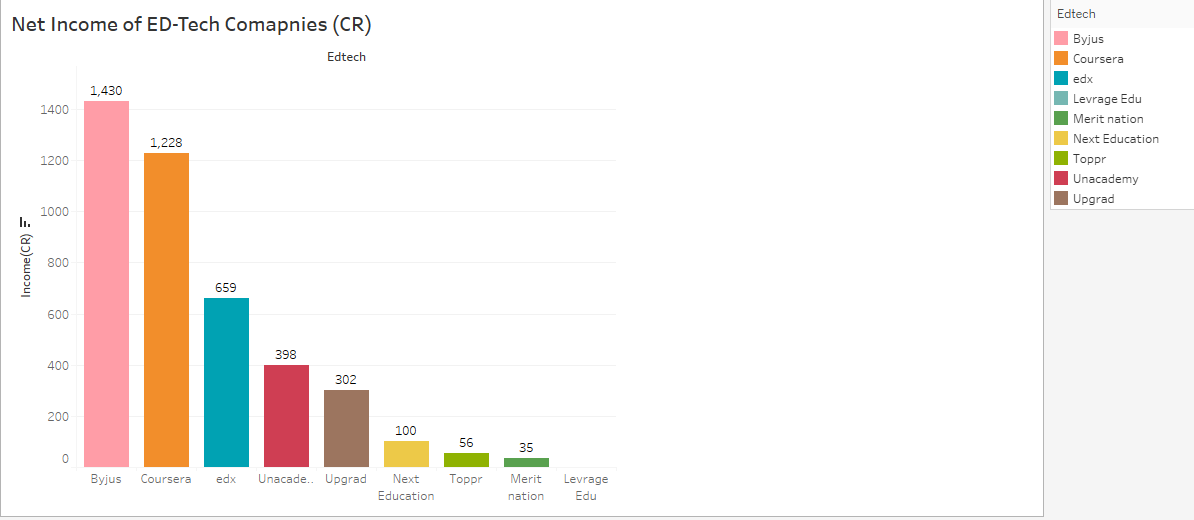 Net Income of ED-Tech Comapnies (CR)
Edtech
1,430
1,228
659
398
302
100
56
35
1400
1200
1000
800
600
400
200
0
Income(CR)
Byjus
Coursera
edx
Unacade..
Upgrad
Next
Education
Toppr
Merit
nation
Levrage
Edu
Edtech
Byjus
Coursera
edx
Levrage Edu
Merit nation
Next Education
Toppr
Unacademy
Upgrad